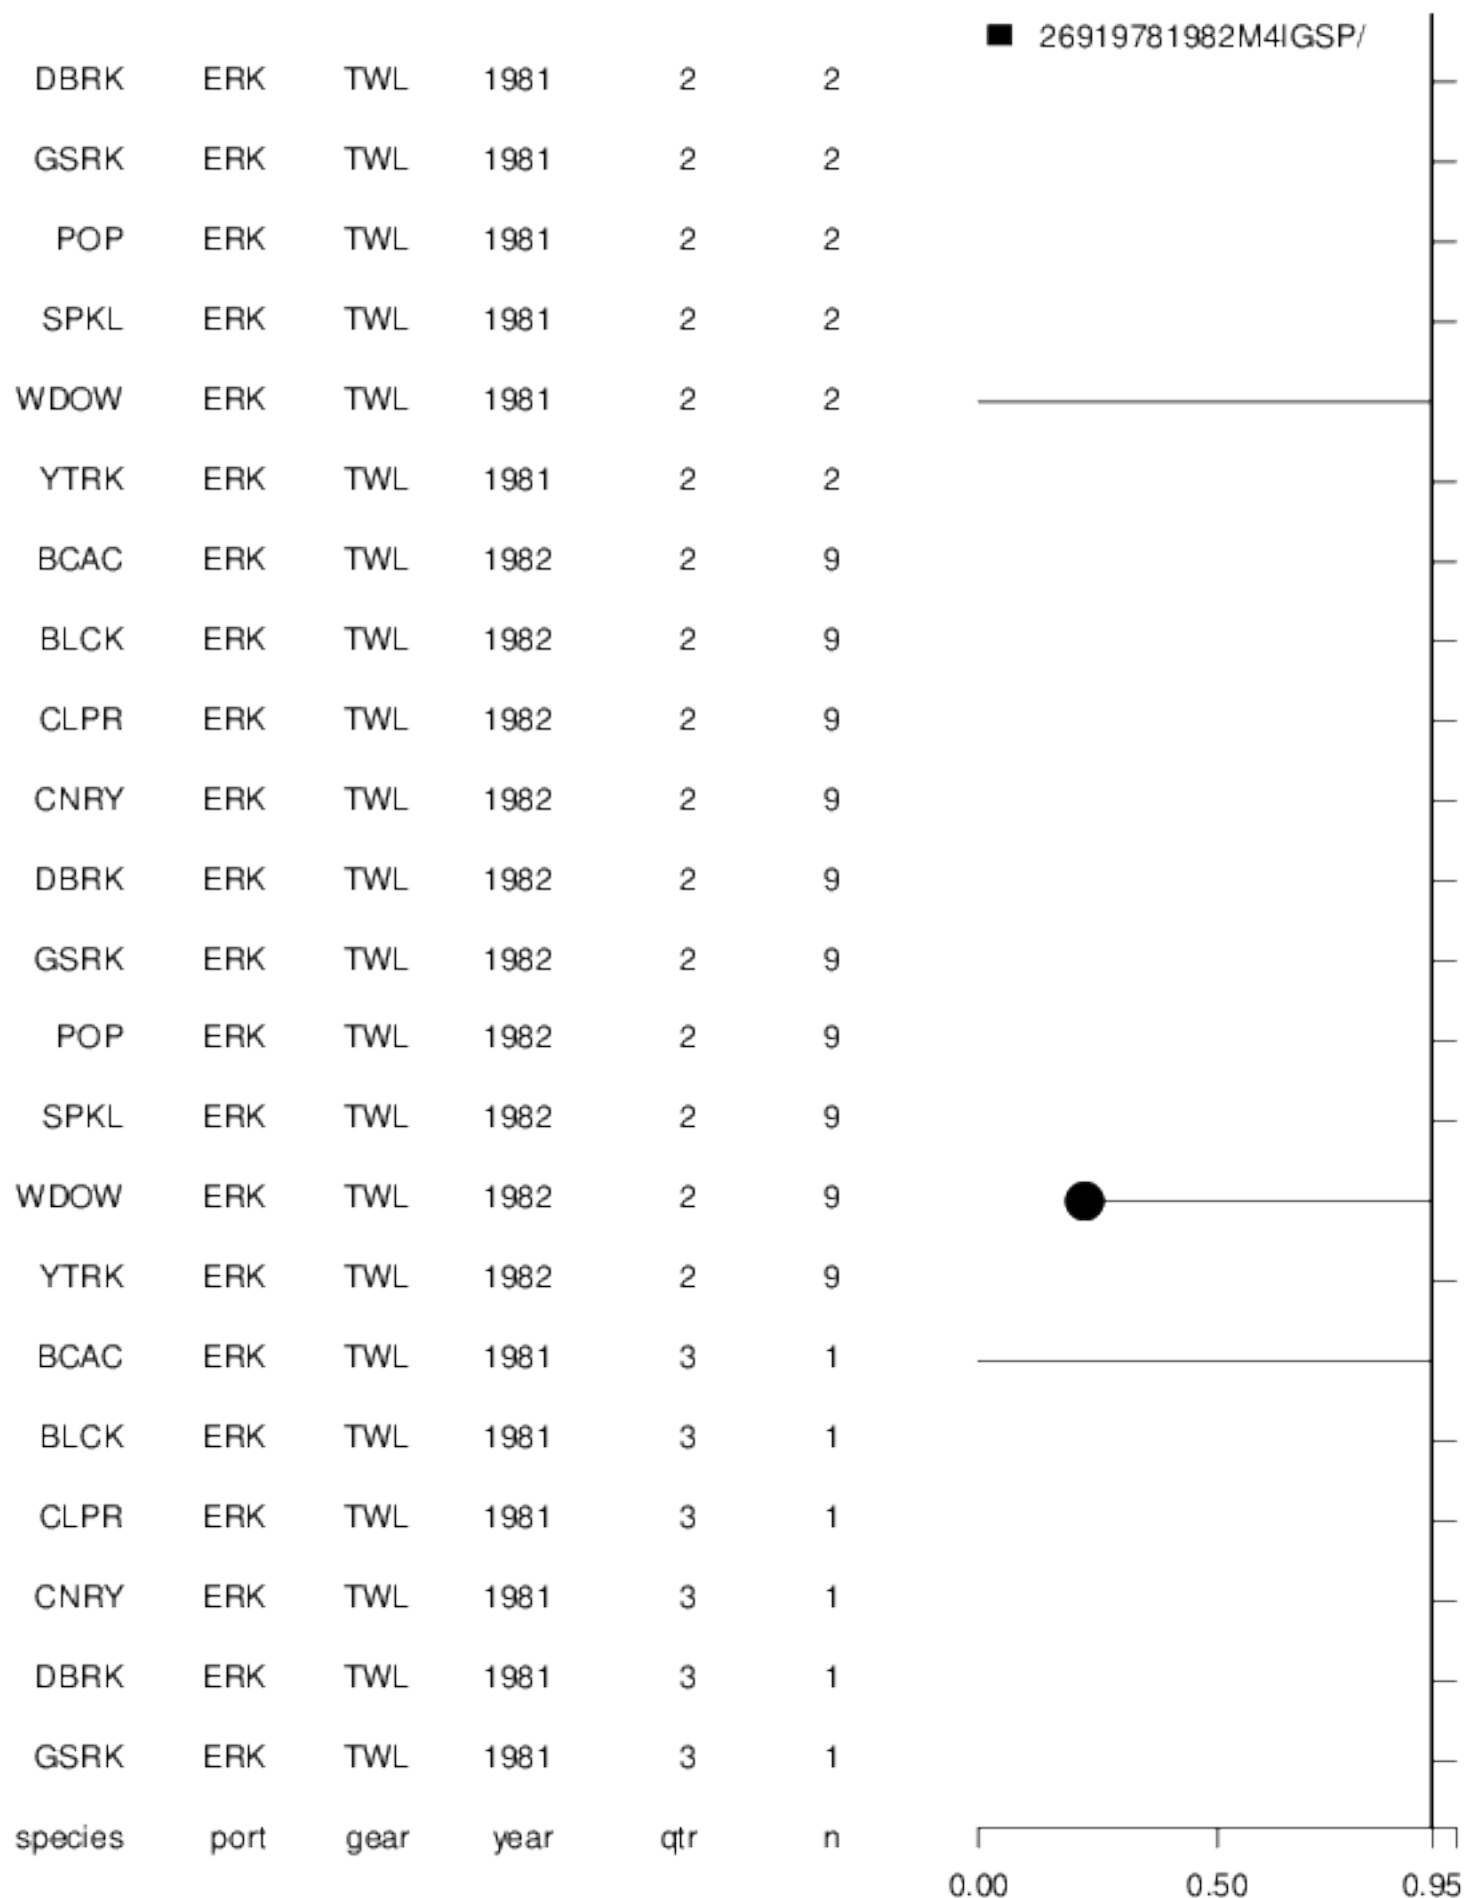 26919781982M4IGSP/
DBRK ERK TWL 1981 2 2
GSRK ERK TWL 1981 2 2
POP ERK TWL 1981 2 2
SPKL ERK TWL 1981 2 2
WDOW ERK TWL 1981 2 2
YTRK ERK TWL 1981 2 2
BCAC ERK TWL 1982 2 9
BLCK ERK TWL 1982 2 9
CLPR ERK TWL 1982 2 9
CNRY ERK TWL 1982 2 9
DBRK ERK TWL 1982 2 9
GSRK ERK TWL 1982 2 9
POP ERK TWL 1982 2 9
SPKL ERK TWL 1982 2 9
WDOW ERK TWL 1982 2 9
YTRK ERK TWL 1982 2 9
BCAC ERK TWL 1981 3 1
BLCK ERK TWL 1981 3 1
CLPR ERK TWL 1981 3 1
CNRY ERK TWL 1981 3 1
DBRK ERK TWL 1981 3 1
GSRK ERK TWL 1981 3 1
species port gear year qtr n
0.00 0.50 0.95